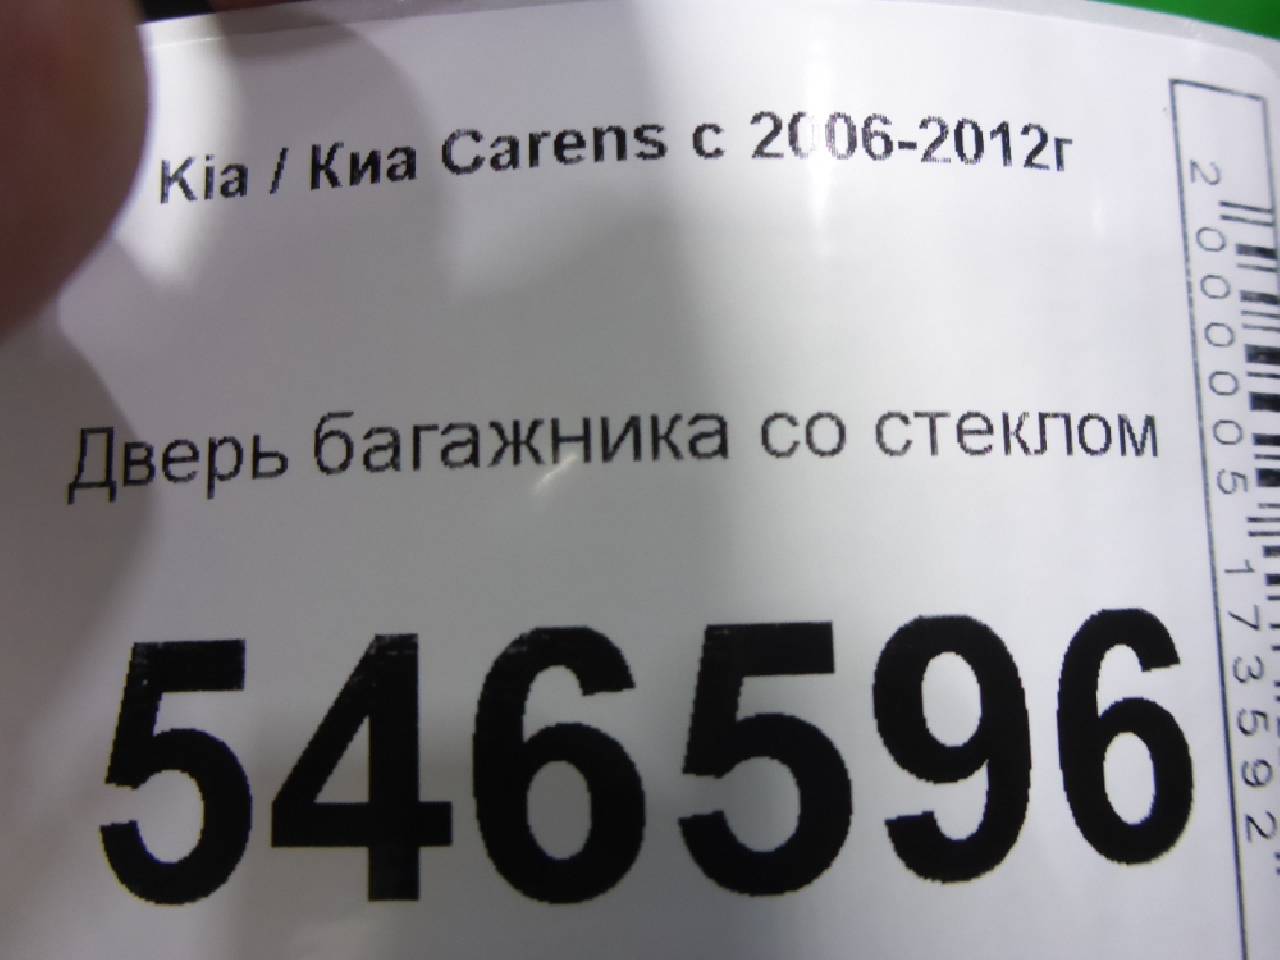 Kia / Киа Carens с 2006-2012г
Дверь багажника со стеклом
546596
2000005173592